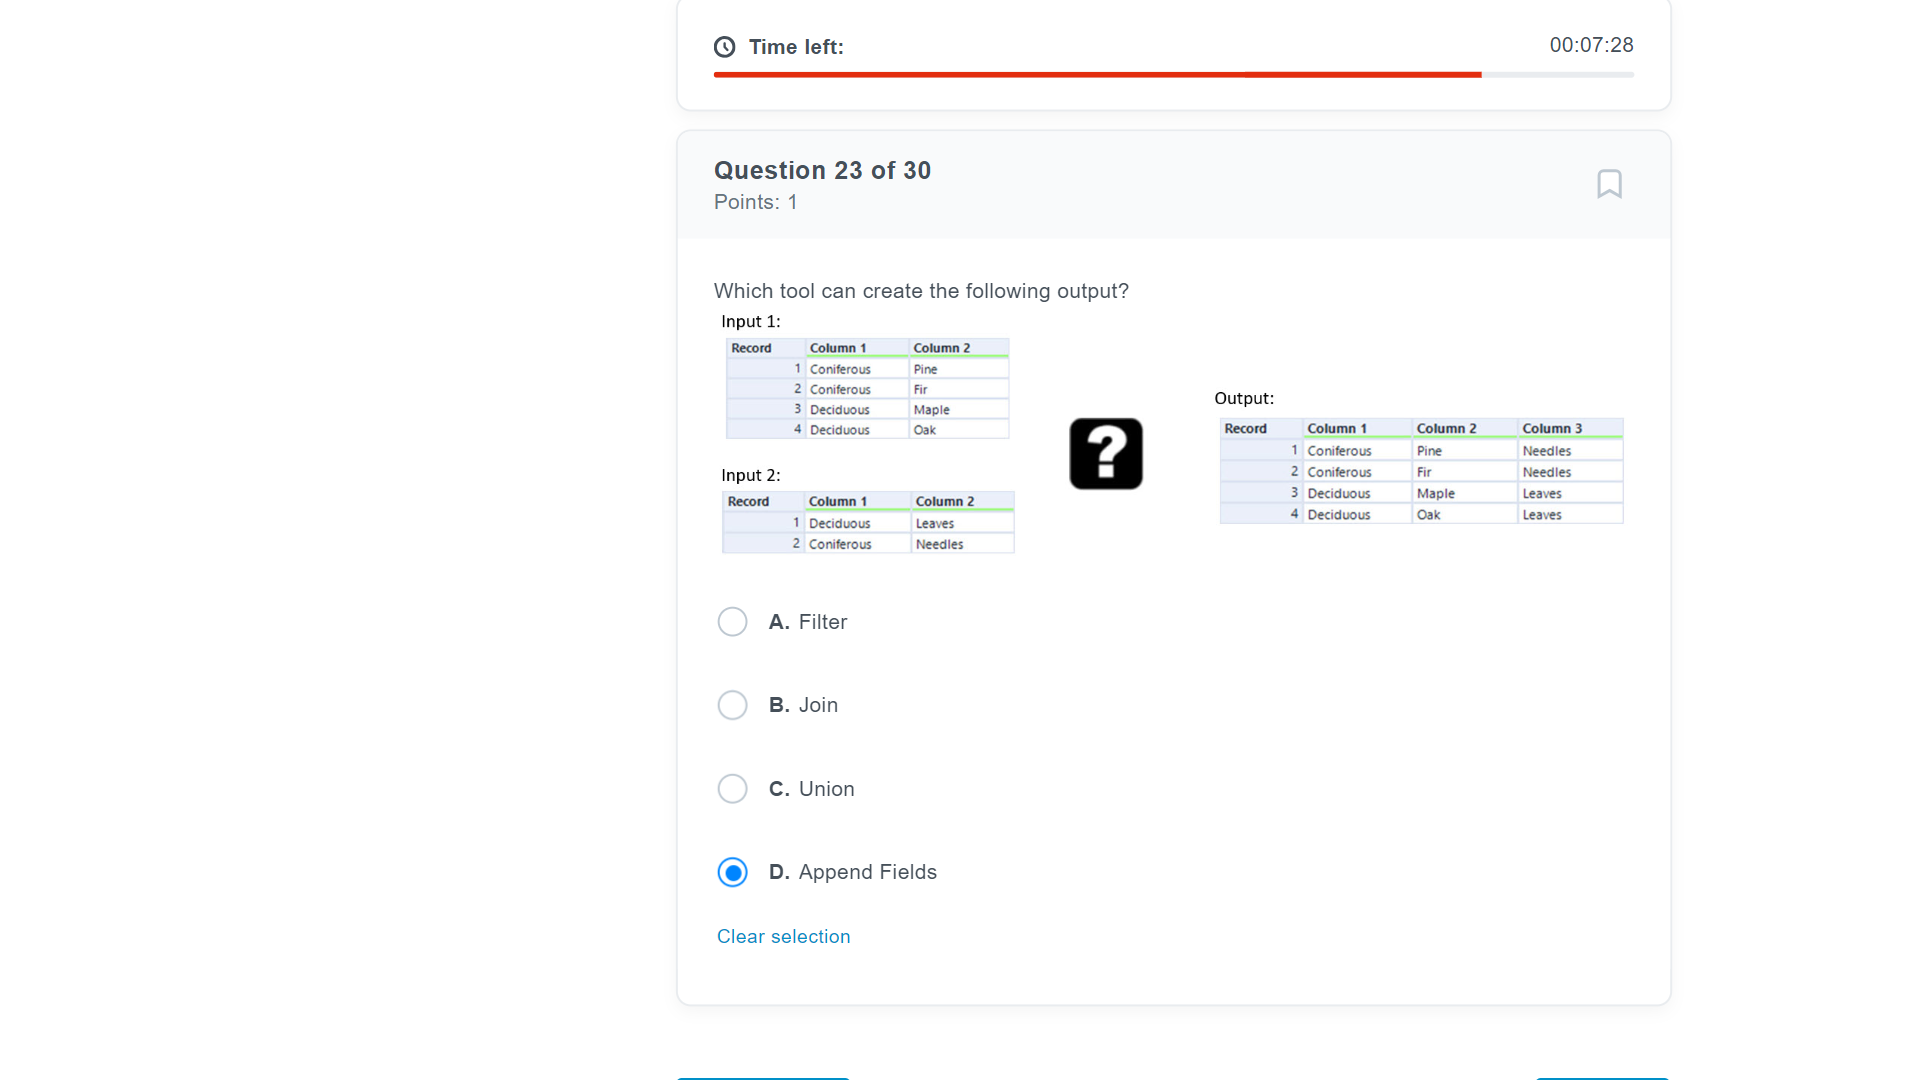 Time left:
00:07:28
Question 23 of 30
Points: 1
Which tool can create the following output?
Input 1:
Record Column 1 Column 2
1 Coniferous Pine
2 Coniferous Fir
3 Deciduous Maple
4 Deciduous Oak
Input 2:
Record Column 1 Column 2
1 Deciduous Leaves
2 Coniferous Needles
?
Output:
Record Column 1 Column 2 Column 3
1 Coniferous Pine Needles
2 Coniferous Fir Needles
3 Deciduous Maple Leaves
4 Deciduous Oak Leaves
A. Filter
B. Join
C. Union
D. Append Fields
Clear selection